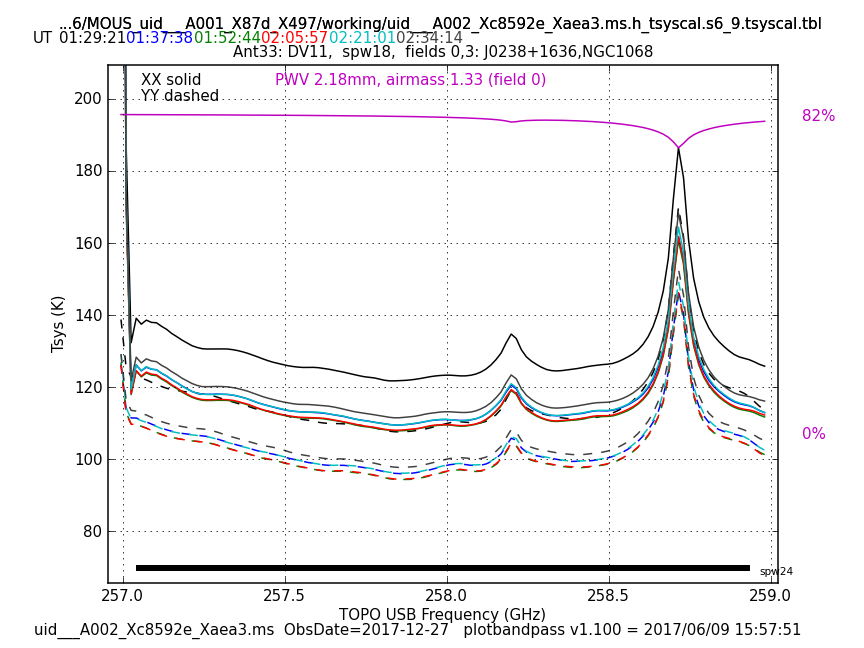 ...6/MOUS_uid___A001_X87d_X497/working/uid___A002_Xc8592e_Xaea3.ms.h_tsyscal.s6_9.tsyscal.tbl
UT 01:29:21 01:37:38 01:52:44 02:05:57 02:21:01 02:34:14
Ant33: DV11, spw18, fields 0,3: J0238+1636,NGC1068
XX solid
PWV 2.18mm, airmass 1.33 (field 0)
YY dashed
200
82%
180
160
140
120
100
0%
80
Tsys (K)
spw24
257.0 257.5 258.0 258.5 259.0
TOPO USB Frequency (GHz)
uid___A002_Xc8592e_Xaea3.ms ObsDate=2017-12-27 plotbandpass v1.100 = 2017/06/09 15:57:51